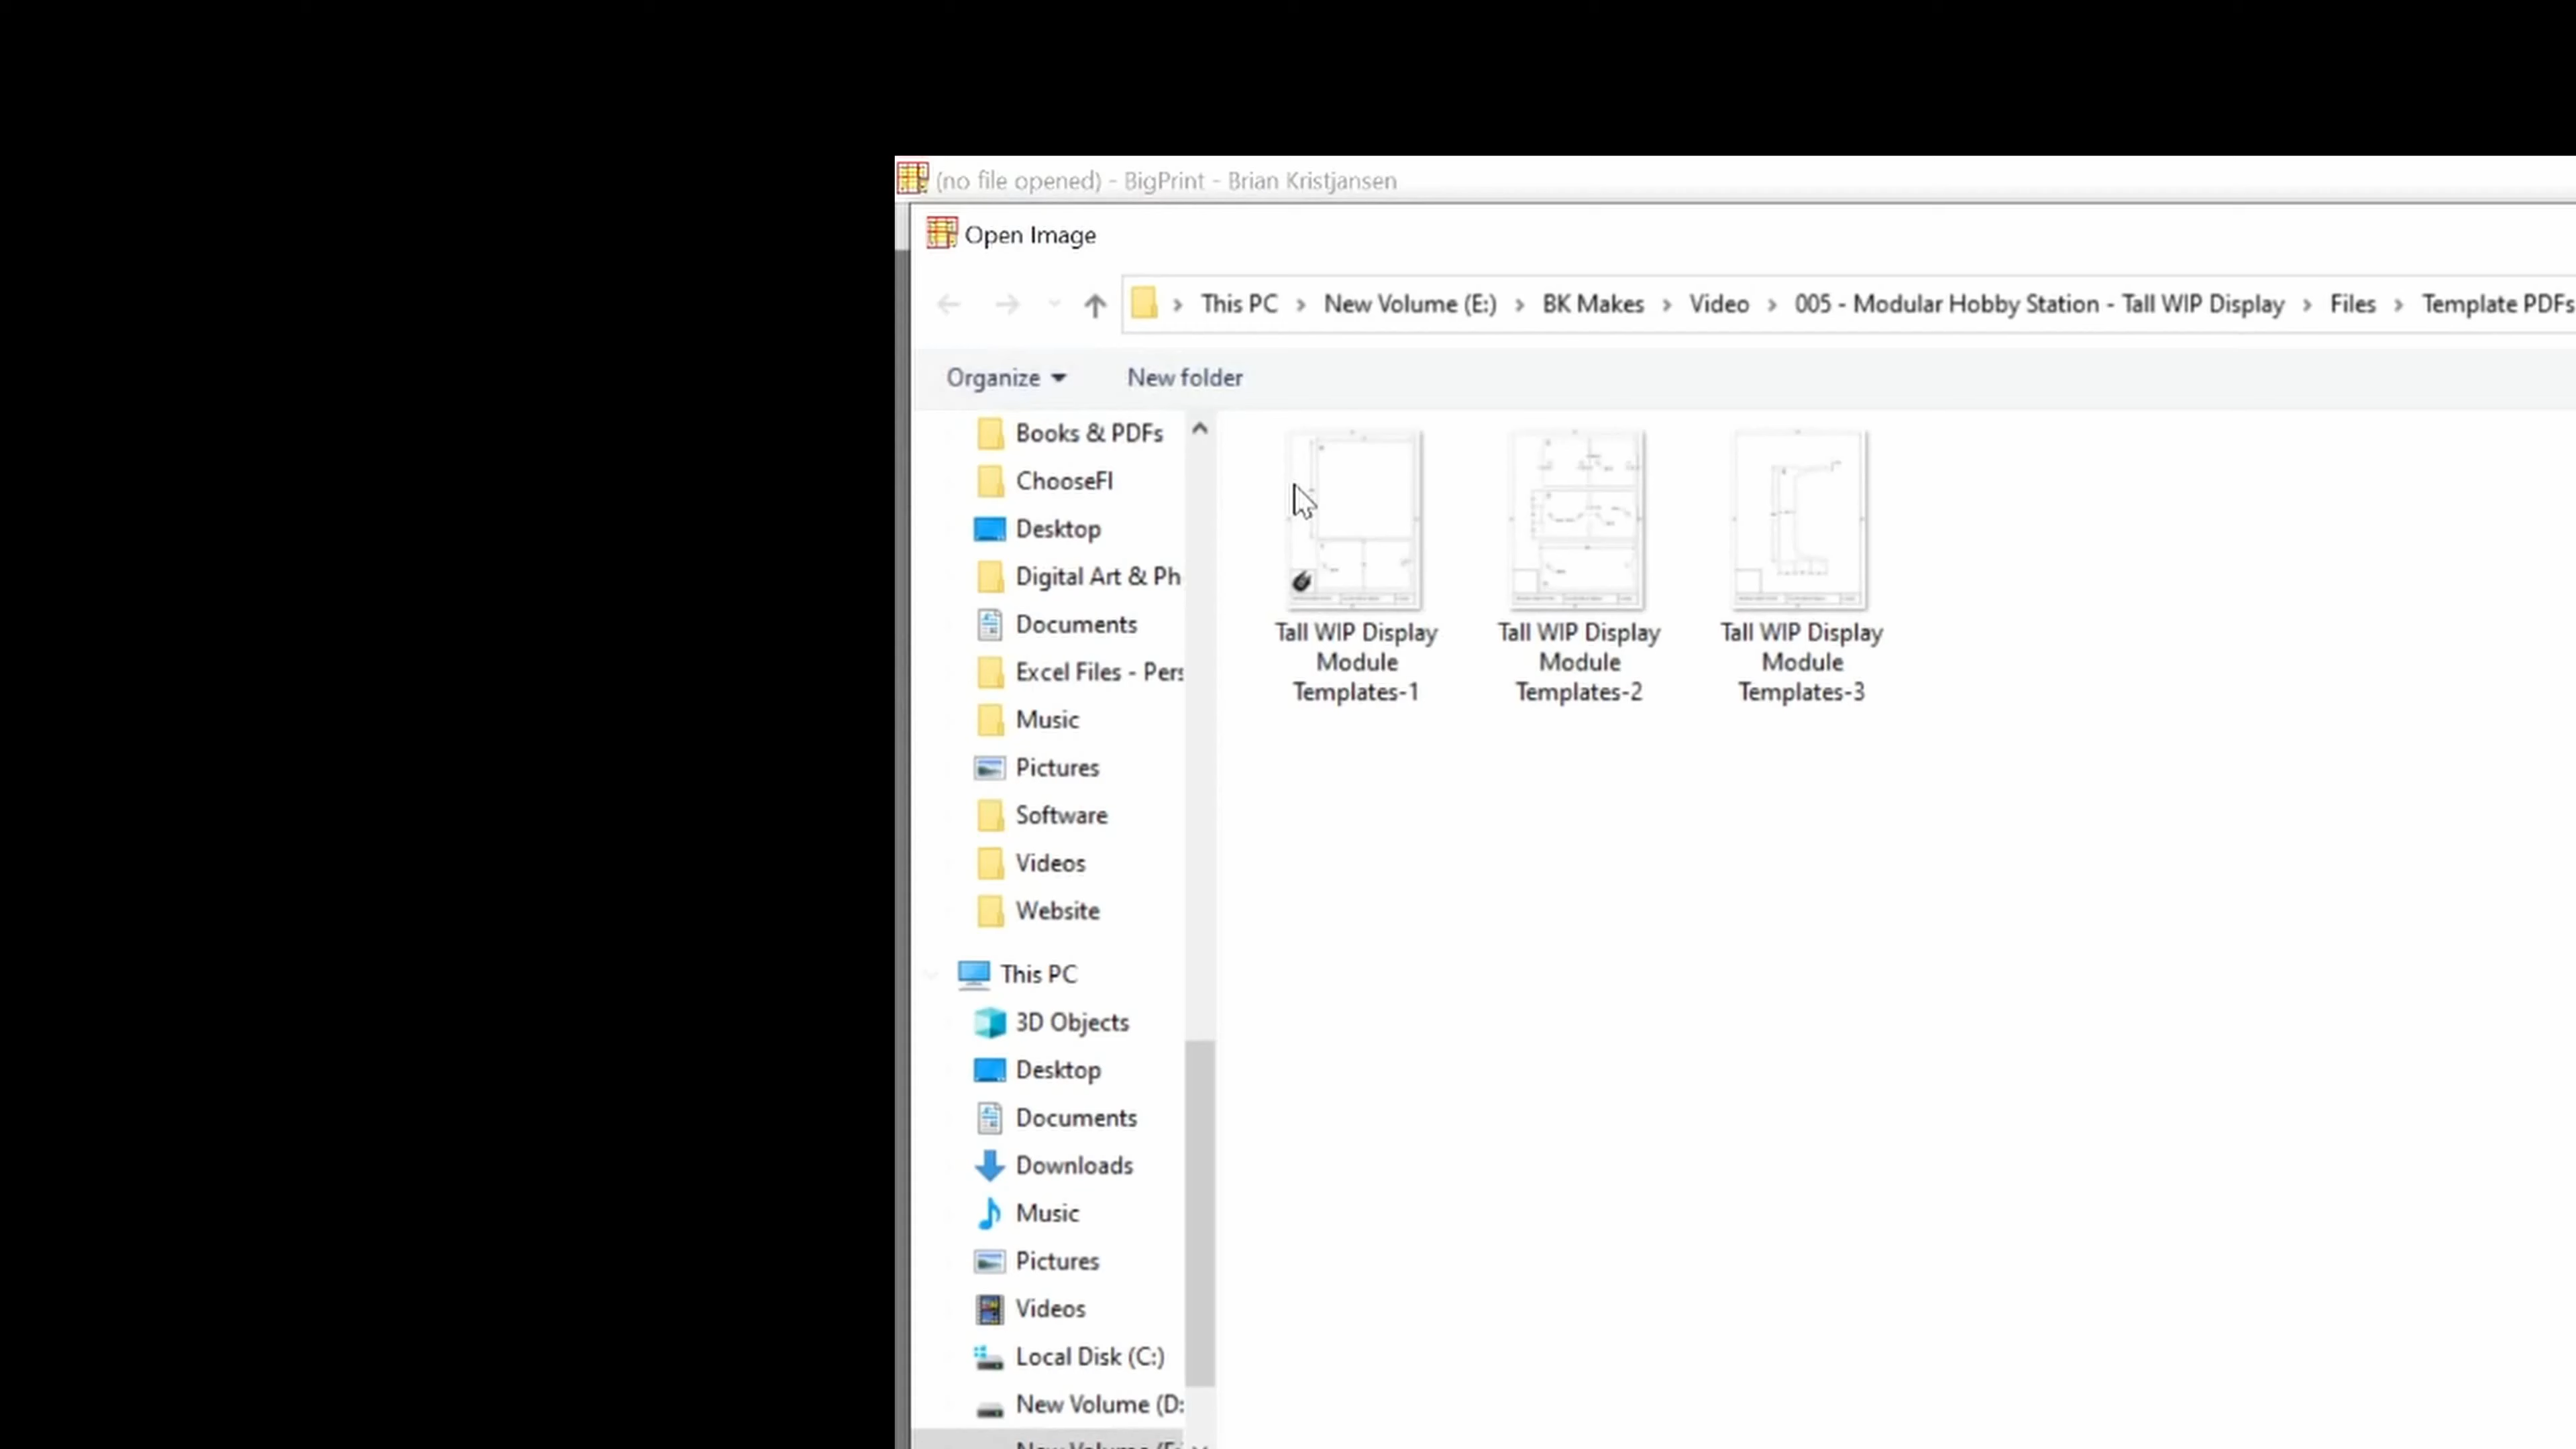 (no file opened) - BigPrint - Brian Kristjansen
Open Image
This PC > New Volume (E:) > BK Makes > Video > 005 - Modular Hobby Station - Tall WIP Display > Files > Template PDFs
Organize New folder
Books & PDFs
ChooseFI
Desktop
Digital Art & Ph
Documents
Excel Files - Pers
Music
Pictures
Software
Videos
Website
This PC
3D Objects
Desktop
Documents
Downloads
Music
Pictures
Videos
Local Disk (C:)
New Volume (D:
Tall WIP Display
Module
Templates-1
Tall WIP Display
Module
Templates-2
Tall WIP Display
Module
Templates-3